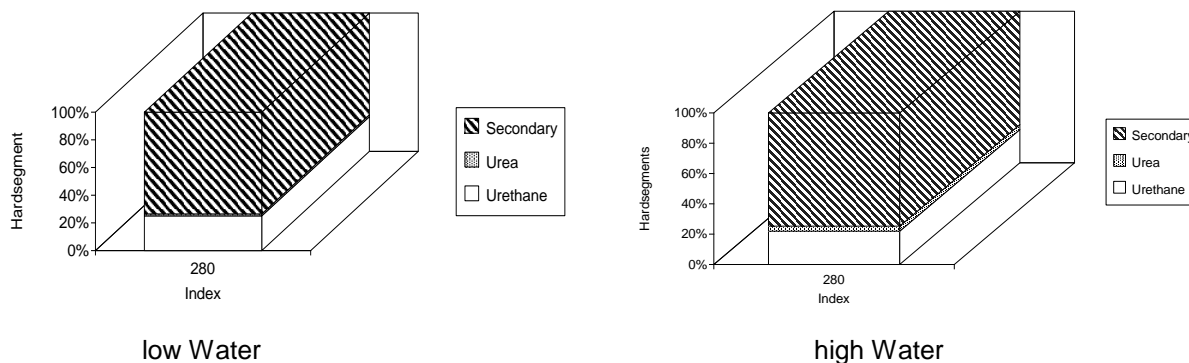 100%
80%
60%
40%
20%
0%
Hardsegment
280
Index
Secondary
Urea
Urethane
low Water
100%
80%
60%
40%
20%
0%
Hardsegments
280
Index
Secondary
Urea
Urethane
high Water